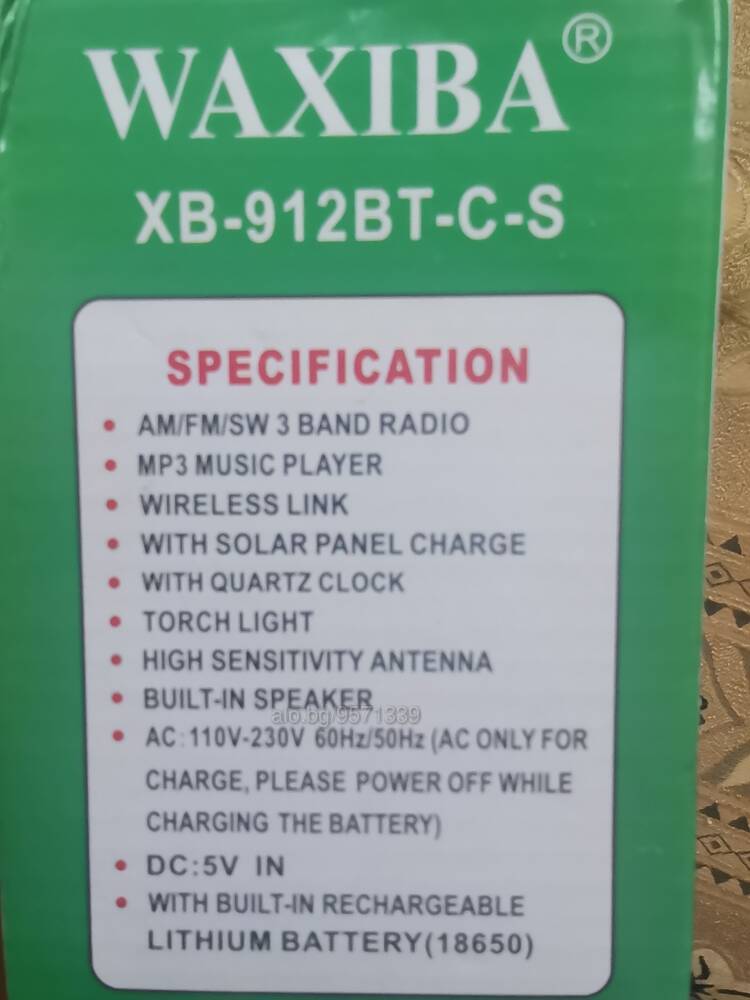 WAXIBA®
XB-912BT-C-S
SPECIFICATION
• AM/FM/SW 3 BAND RADIO
• MP3 MUSIC PLAYER
• WIRELESS LINK
• WITH SOLAR PANEL CHARGE
• WITH QUARTZ CLOCK
• TORCH LIGHT
• HIGH SENSITIVITY ANTENNA
• BUILT-IN SPEAKER
alo.bg/9571339
• AC:110V-230V 60Hz/50Hz (AC ONLY FOR
CHARGE, PLEASE POWER OFF WHILE
CHARGING THE BATTERY)
• DC:5V IN
• WITH BUILT-IN RECHARGEABLE
LITHIUM BATTERY(18650)